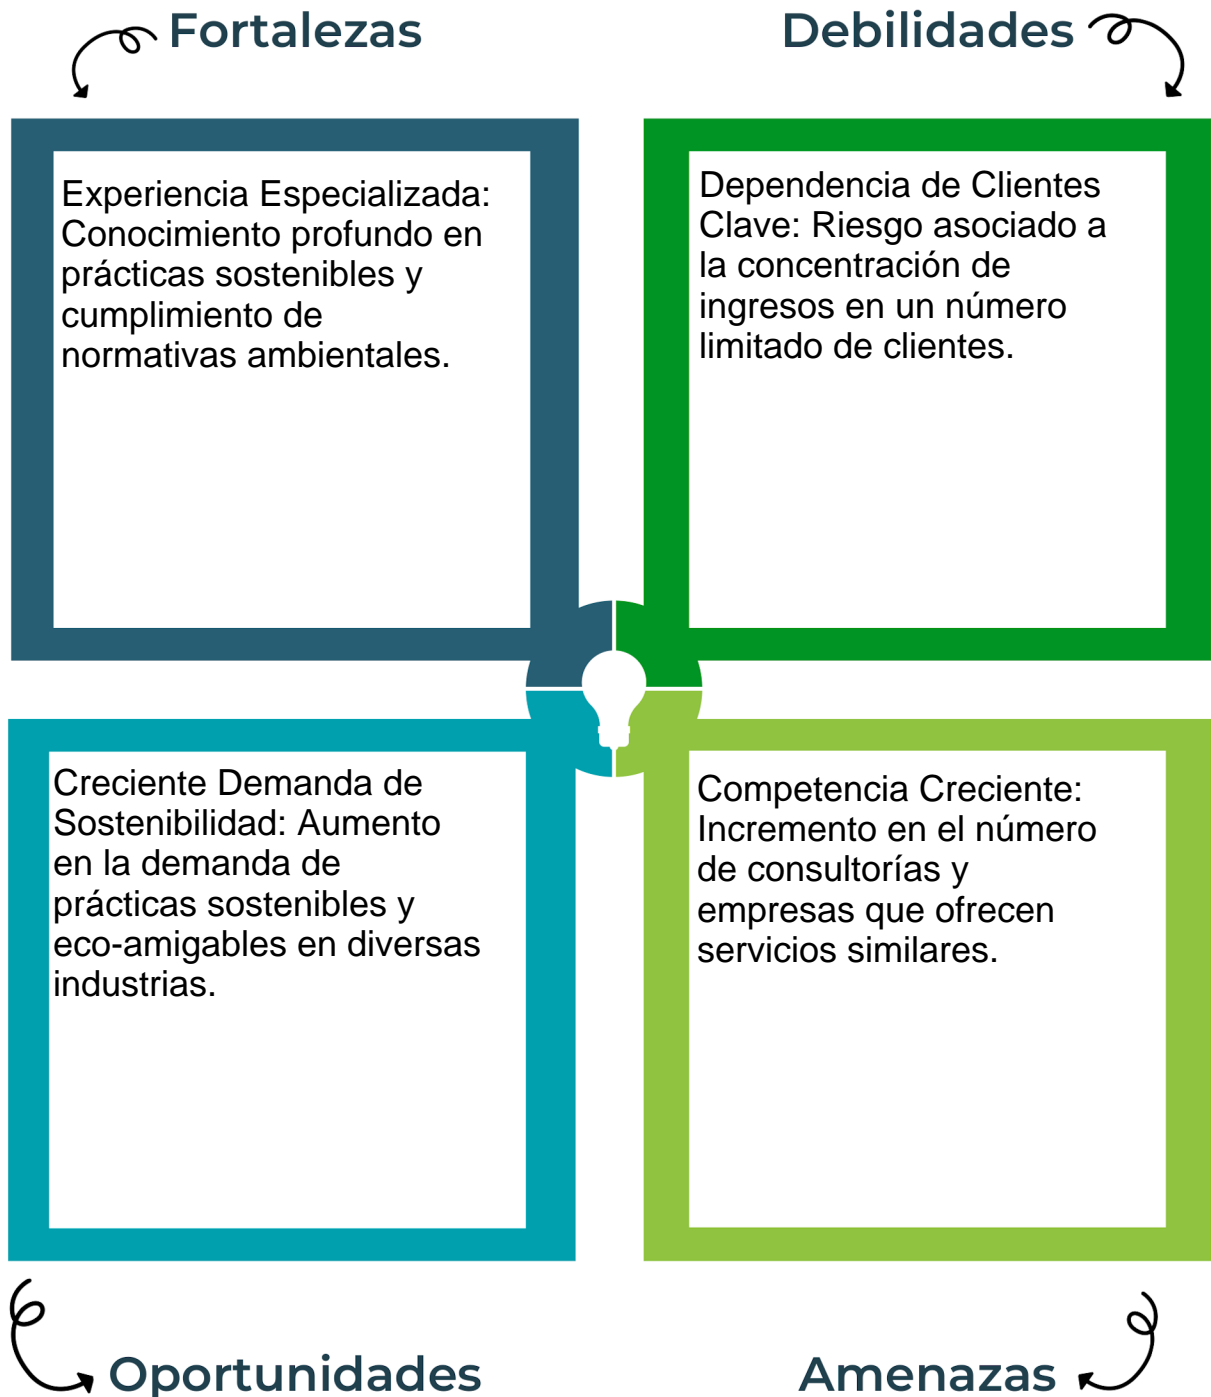 Fortalezas
Debilidades
Experiencia Especializada:
Conocimiento profundo en
prácticas sostenibles y
cumplimiento de
normativas ambientales.
Dependencia de Clientes
Clave: Riesgo asociado a
la concentración de
ingresos en un número
limitado de clientes.
Creciente Demanda de
Sostenibilidad: Aumento
en la demanda de
prácticas sostenibles y
eco-amigables en diversas
industrias.
Competencia Creciente:
Incremento en el número
de consultorías y
empresas que ofrecen
servicios similares.
Oportunidades
Amenazas